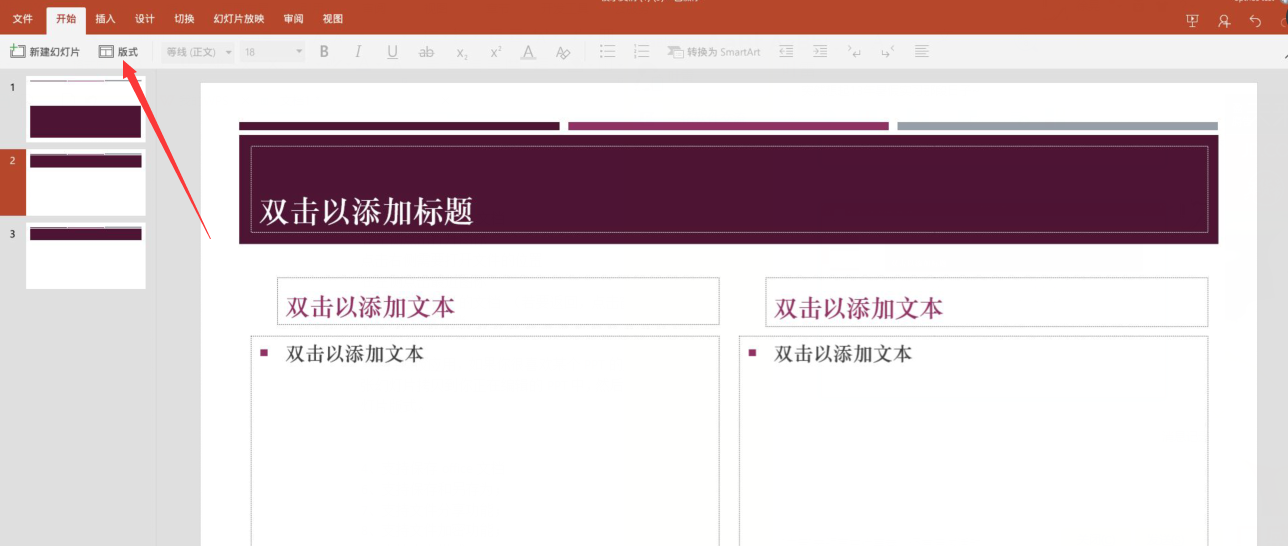 文件 开始 插入 设计 切换 幻灯片放映 审阅 视图
新建幻灯片 版式 等线 (正文) 18 B I U ab x₂ x² A 转换为 SmartArt
1
2
3
双击以添加标题
双击以添加文本 双击以添加文本
双击以添加文本 双击以添加文本